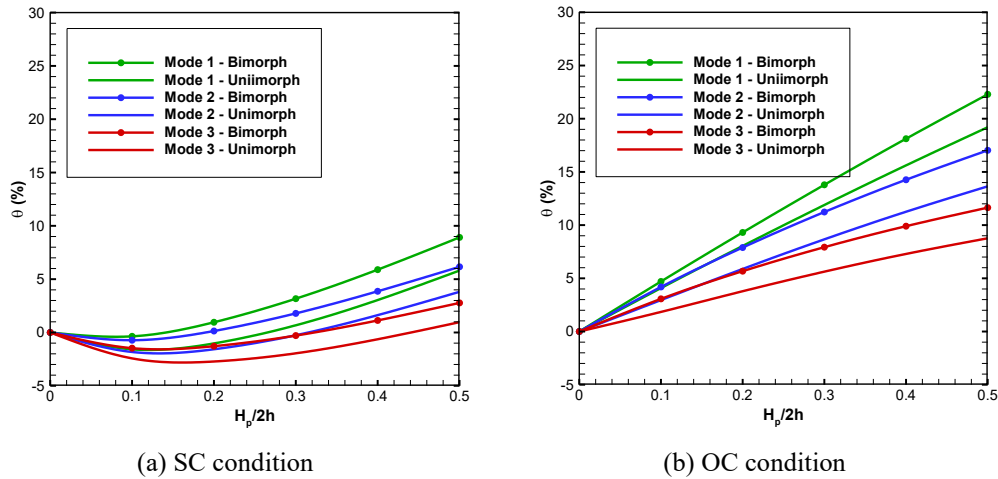 30
25
20
15
10
5
0
-5
θ (%)
Mode 1 - Bimorph
Mode 1 - Uniimorph
Mode 2 - Bimorph
Mode 2 - Unimorph
Mode 3 - Bimorph
Mode 3 - Unimorph
0 0.1 0.2 0.3 0.4 0.5
H_p/2h
(a) SC condition
30
25
20
15
10
5
0
-5
θ (%)
Mode 1 - Bimorph
Mode 1 - Uniimorph
Mode 2 - Bimorph
Mode 2 - Unimorph
Mode 3 - Bimorph
Mode 3 - Unimorph
0 0.1 0.2 0.3 0.4 0.5
H_p/2h
(b) OC condition